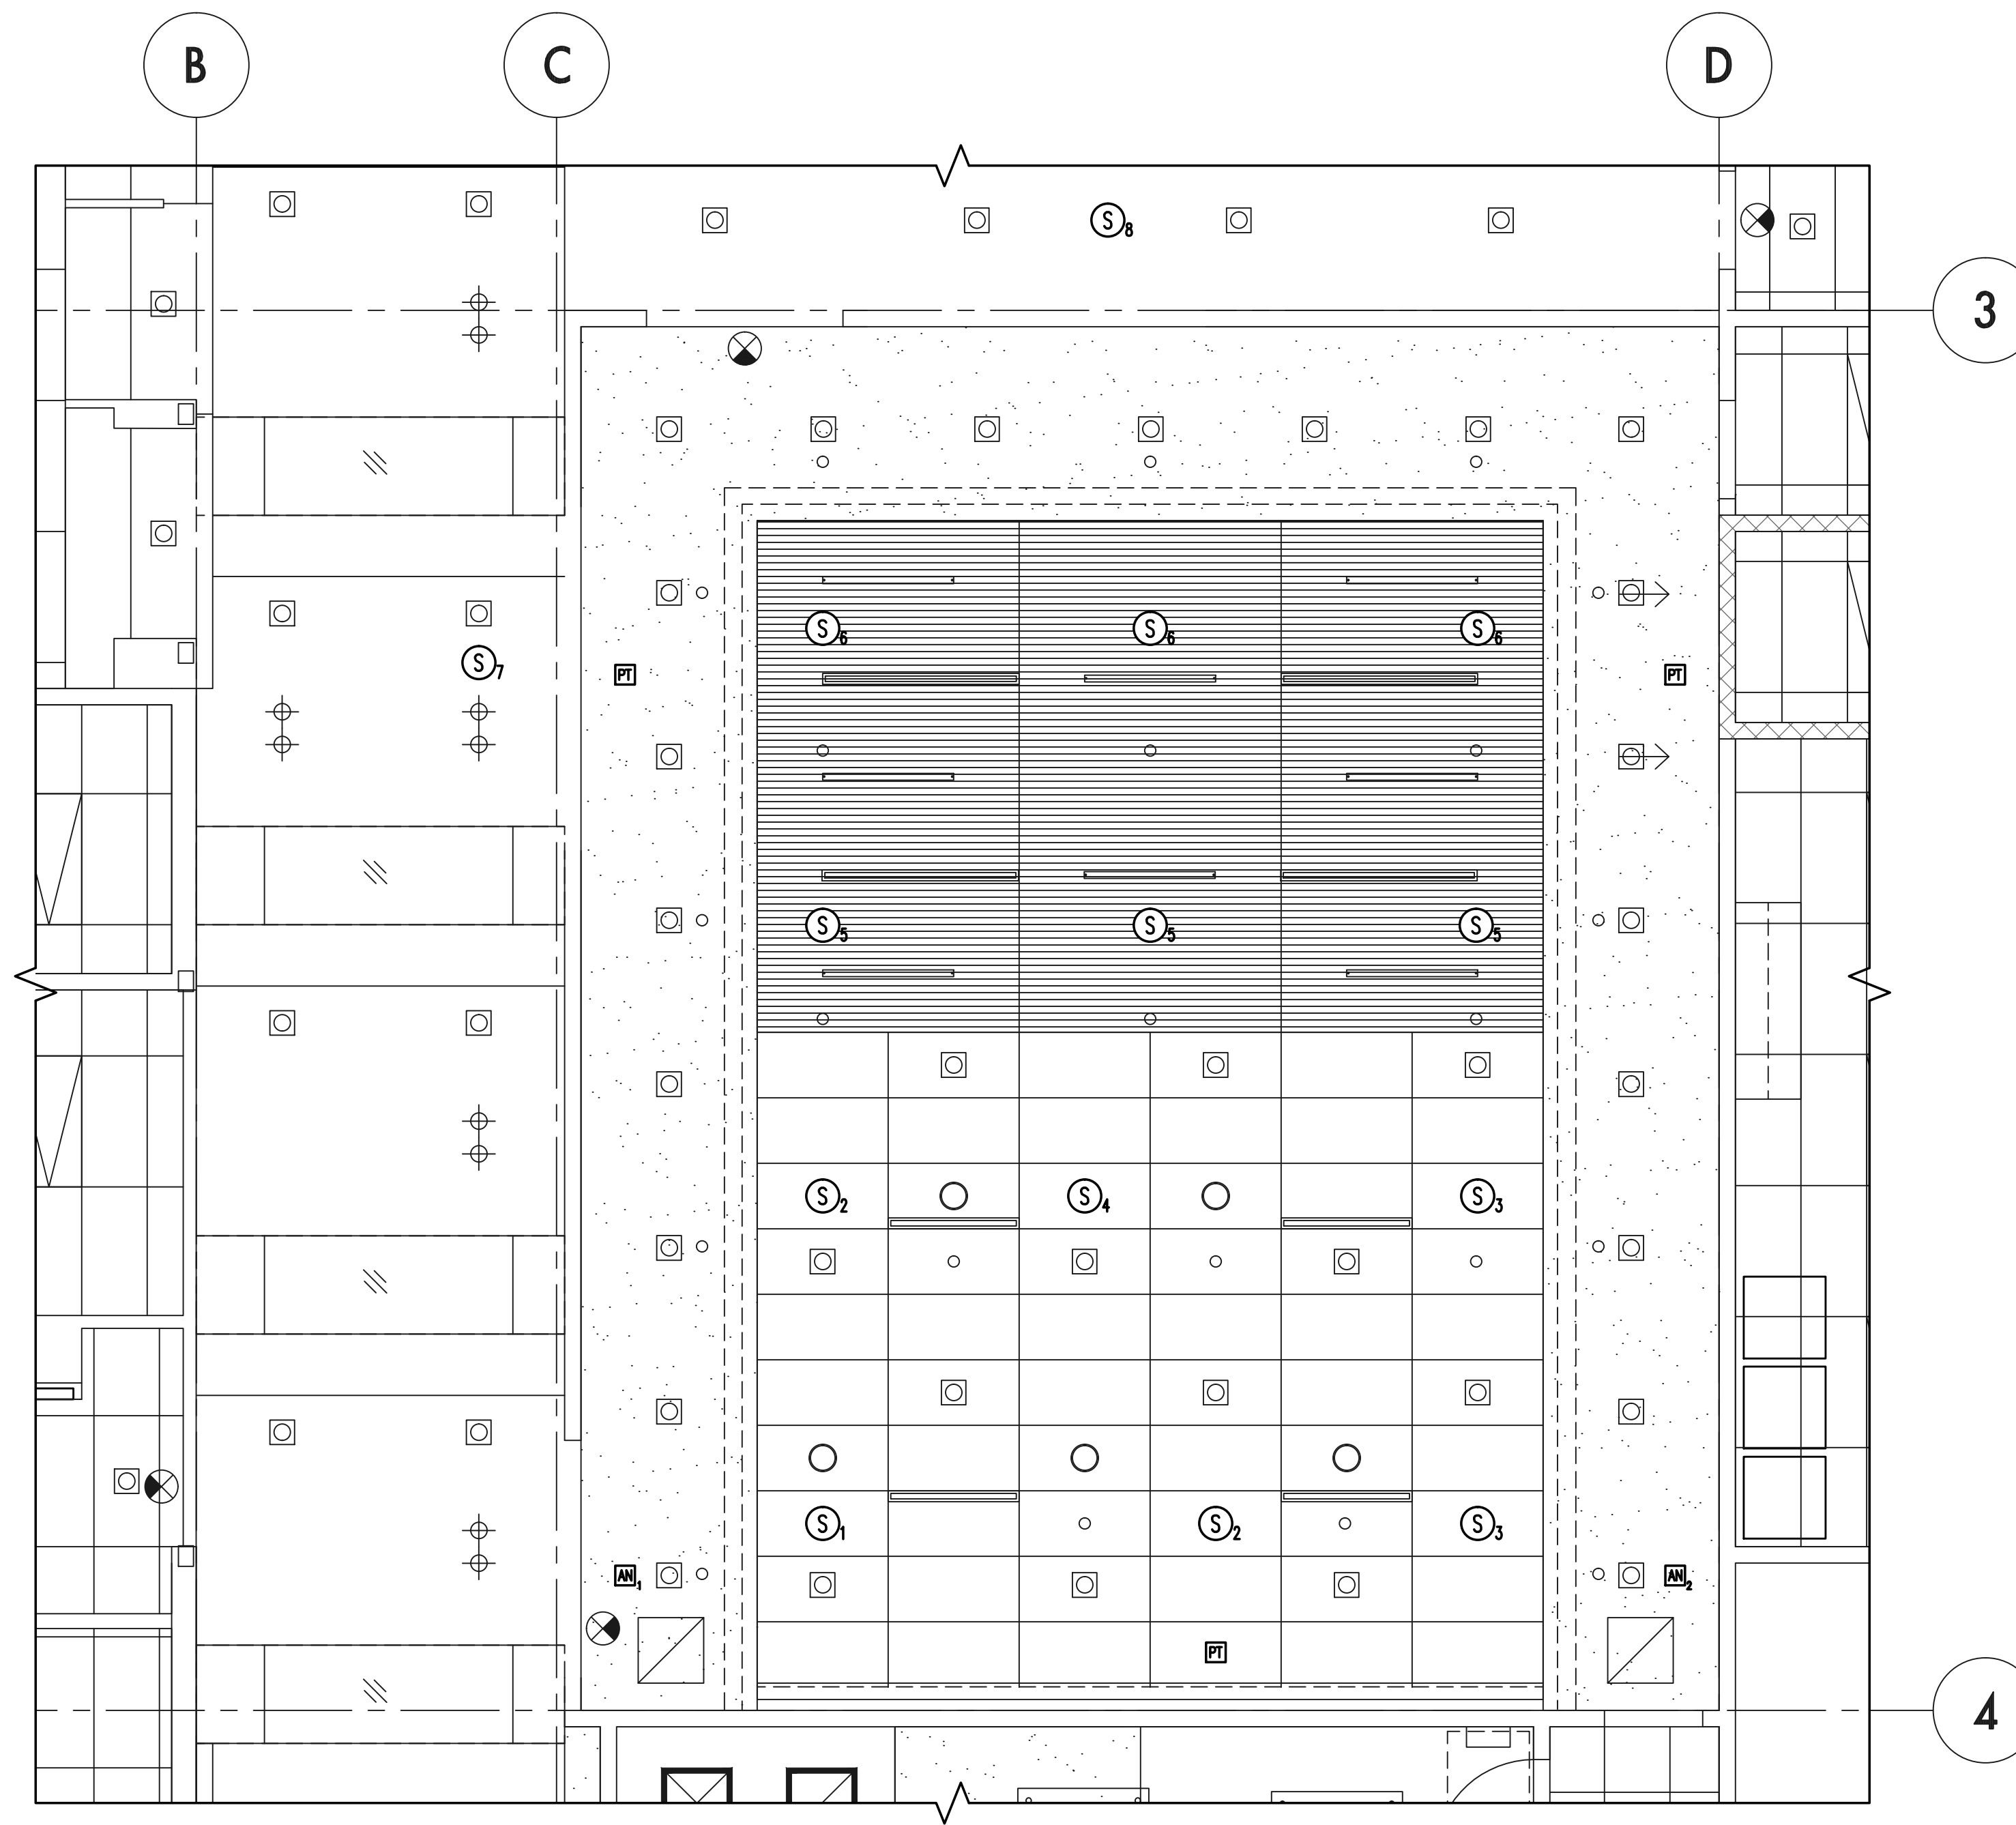 B C D
S8
3
S7
S6 S6 S6
PT PT
S5 S5 S5
S2 S4 S3
S1 S2 S3
AN1 AN2
PT
4